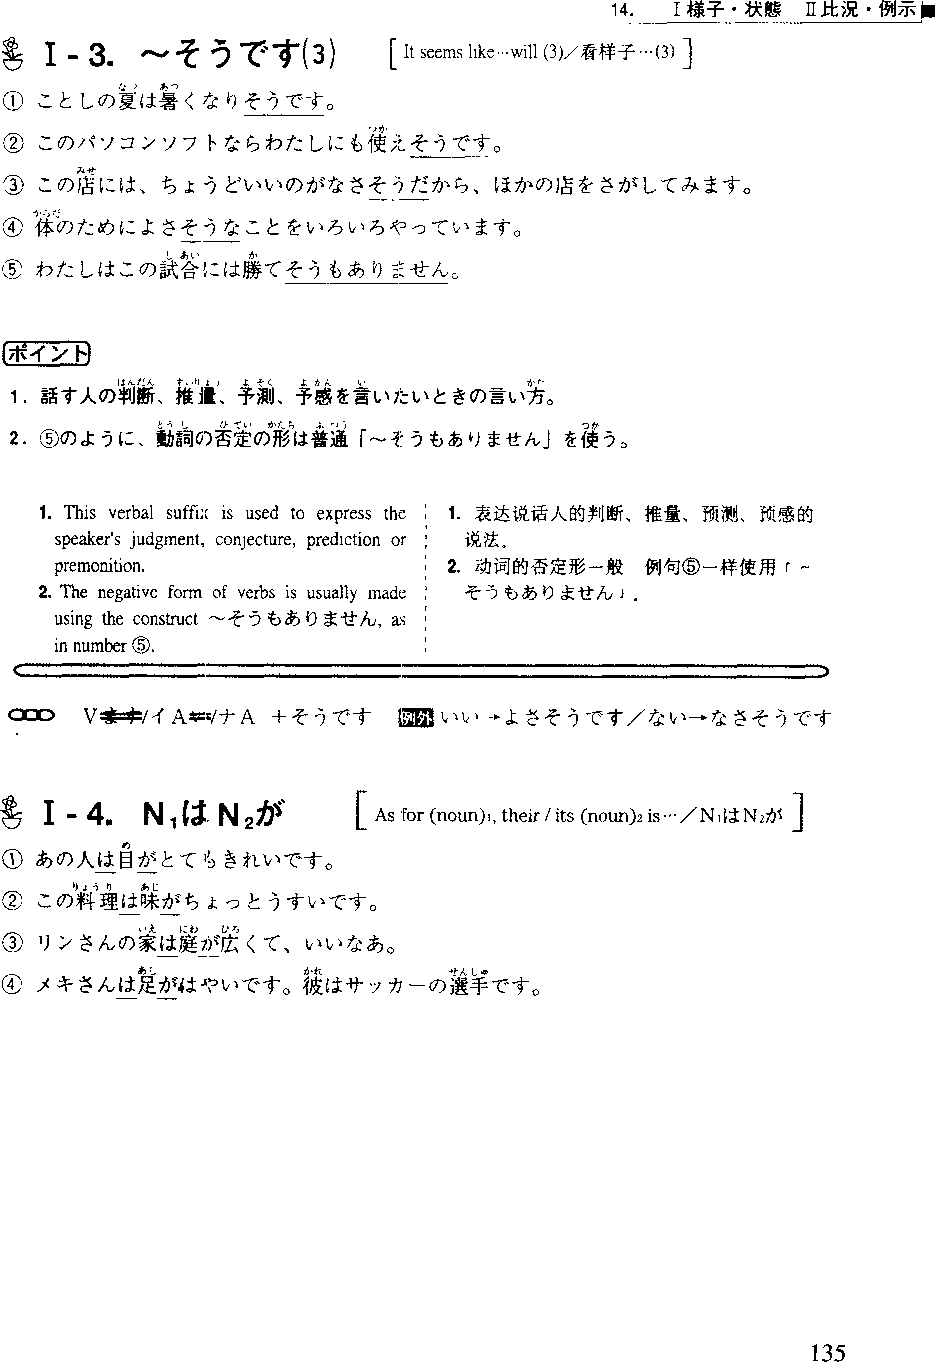 14. Ⅰ様子・状態 Ⅱ比況・例示
Ⅰ-3. ～そうです(3) [It seems like…will (3)／看样子…(3)]
① ことしの夏は暑くなりそうです。
② このパソコンソフトならわたしにも使えそうです。
③ この店には、ちょうどいいのがなさそうだから、ほかの店をさがしてみます。
④ 体のためによさそうなことをいろいろやっています。
⑤ わたしはこの試合には勝てそうもありません。
ポイント
1. 話す人の判断、推量、予測、予感を言いたいときの言い方。
2. ⑤のように、動詞の否定の形は普通「～そうもありません」を使う。
1. This verbal suffix is used to express the
speaker's judgment, conjecture, prediction or
premonition.
2. The negative form of verbs is usually made
using the construct ～そうもありません, as
in number ⑤.
1. 表达说话人的判断、推量、预测、预感的
说法。
2. 动词的否定形一般 例句⑤一样使用「～
そうもありません」.
Vます/イAい/ナA ＋そうです 例外 いい→よさそうです／ない→なさそうです
Ⅰ-4. N1はN2が [As for (noun)1, their / its (noun)2 is…／N1はN2が]
① あの人は目がとてもきれいです。
② この料理は味がちょっとうすいです。
③ リンさんの家は庭が広くて、いいなあ。
④ メキさんは足がはやいです。彼はサッカーの選手です。
135